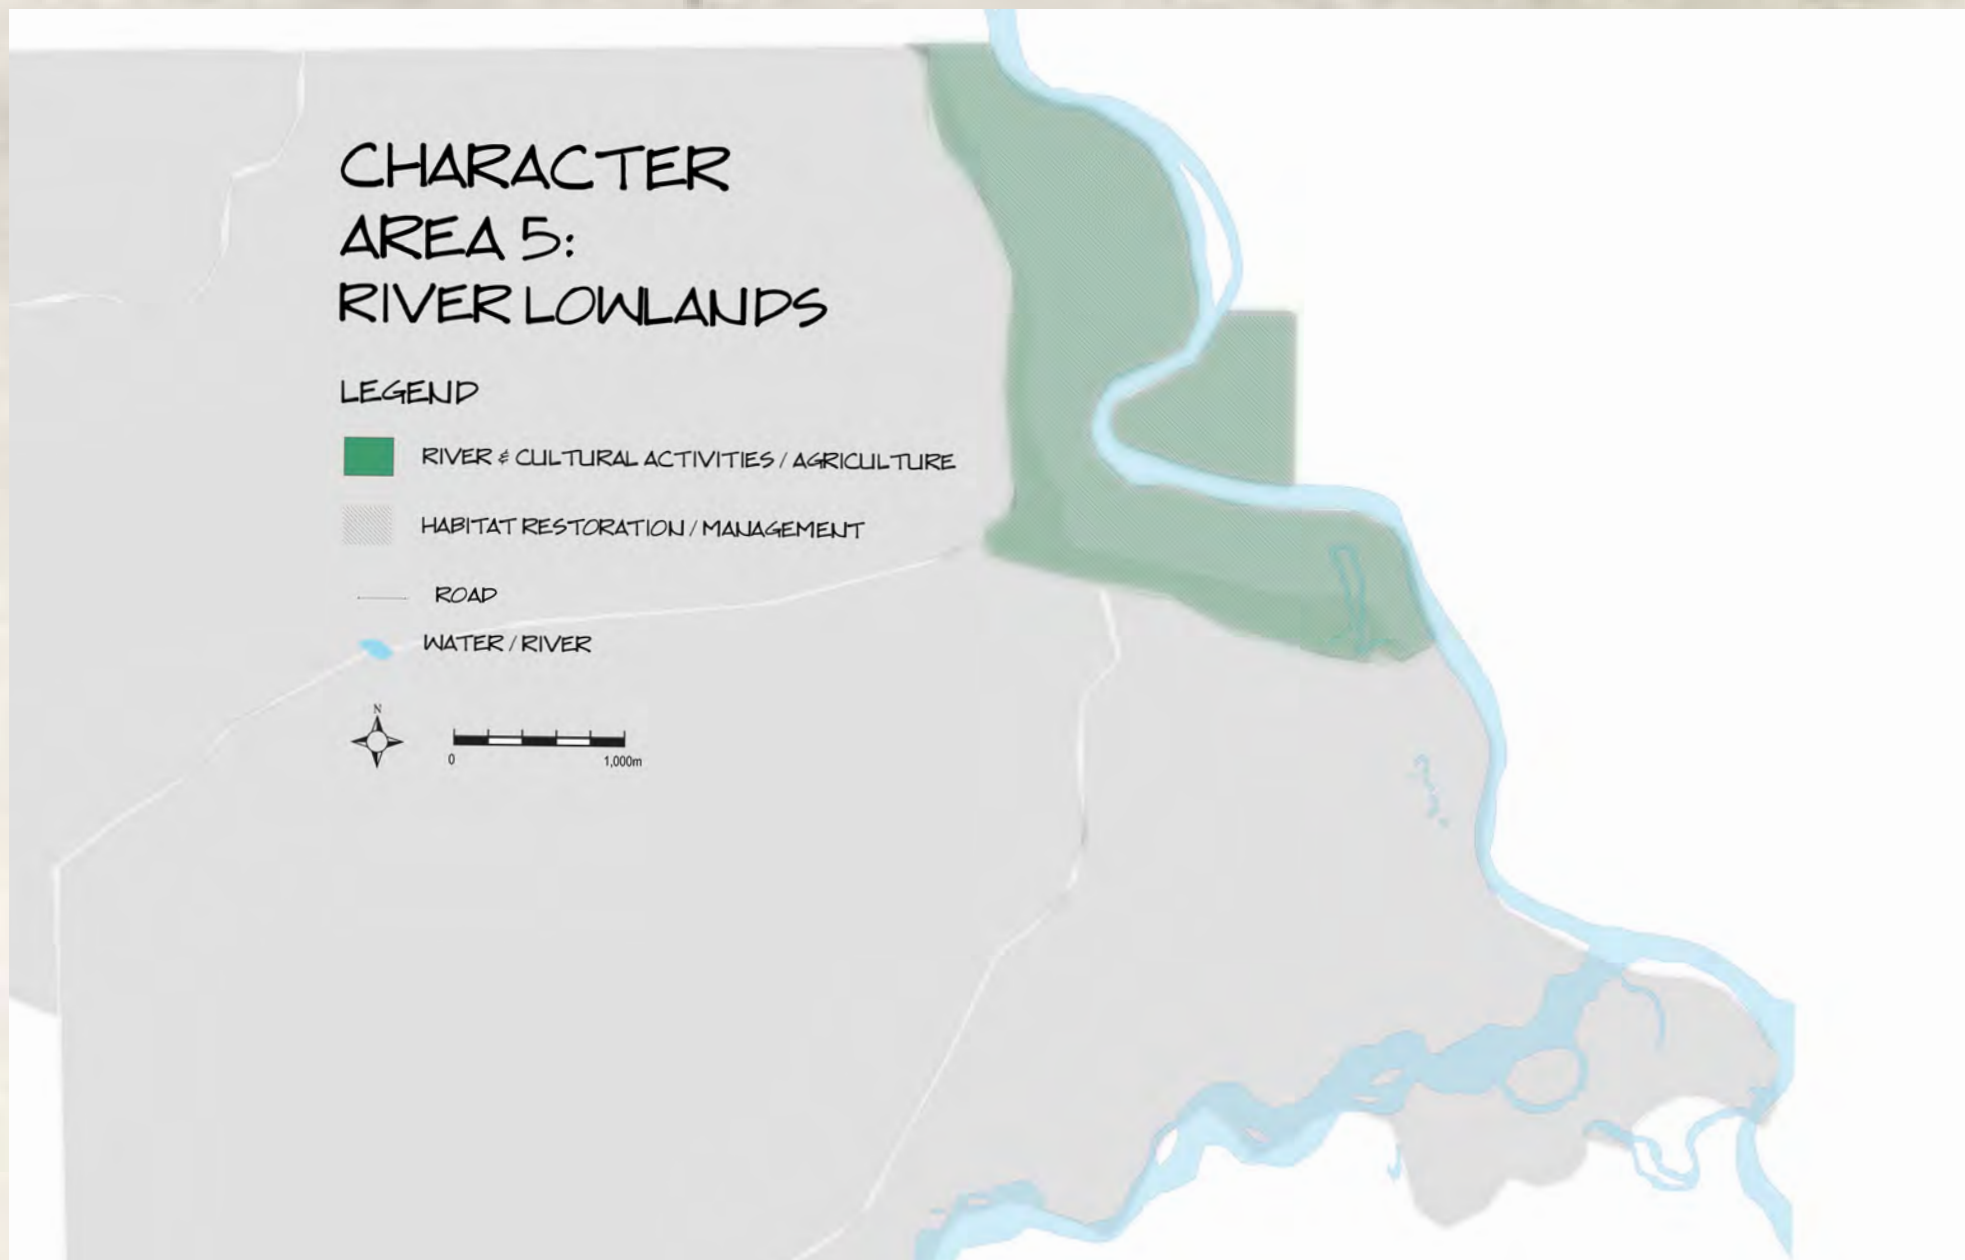 CHARACTER
AREA 5:
RIVER LOWLANDS
LEGEND
RIVER & CULTURAL ACTIVITIES / AGRICULTURE
HABITAT RESTORATION / MANAGEMENT
ROAD
WATER / RIVER
N
0 1,000m